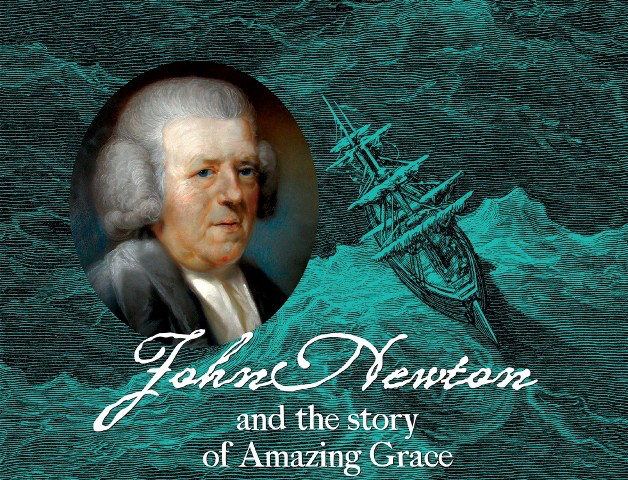 John Newton
and the story
of Amazing Grace